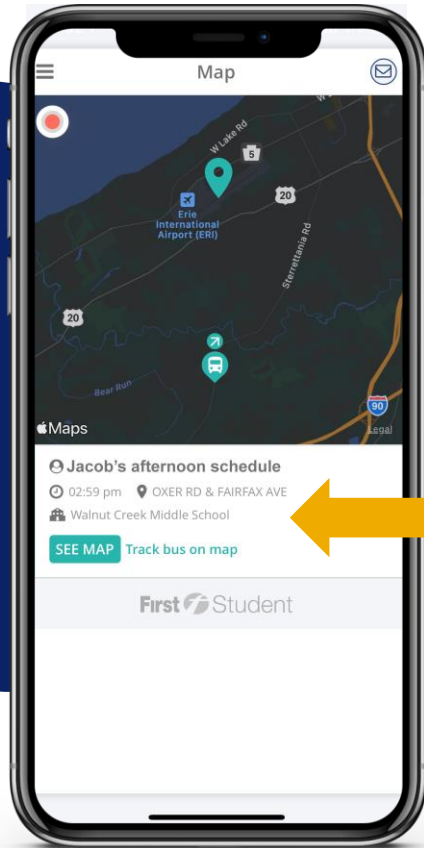 Map
W Lake Rd
5
20
Erie
International
Airport (ERI)
Sterrettania Rd
20
Bear Run
90
Maps
Legal
Jacob's afternoon schedule
02:59 pm OXER RD & FAIRFAX AVE
Walnut Creek Middle School
SEE MAP Track bus on map
First Student